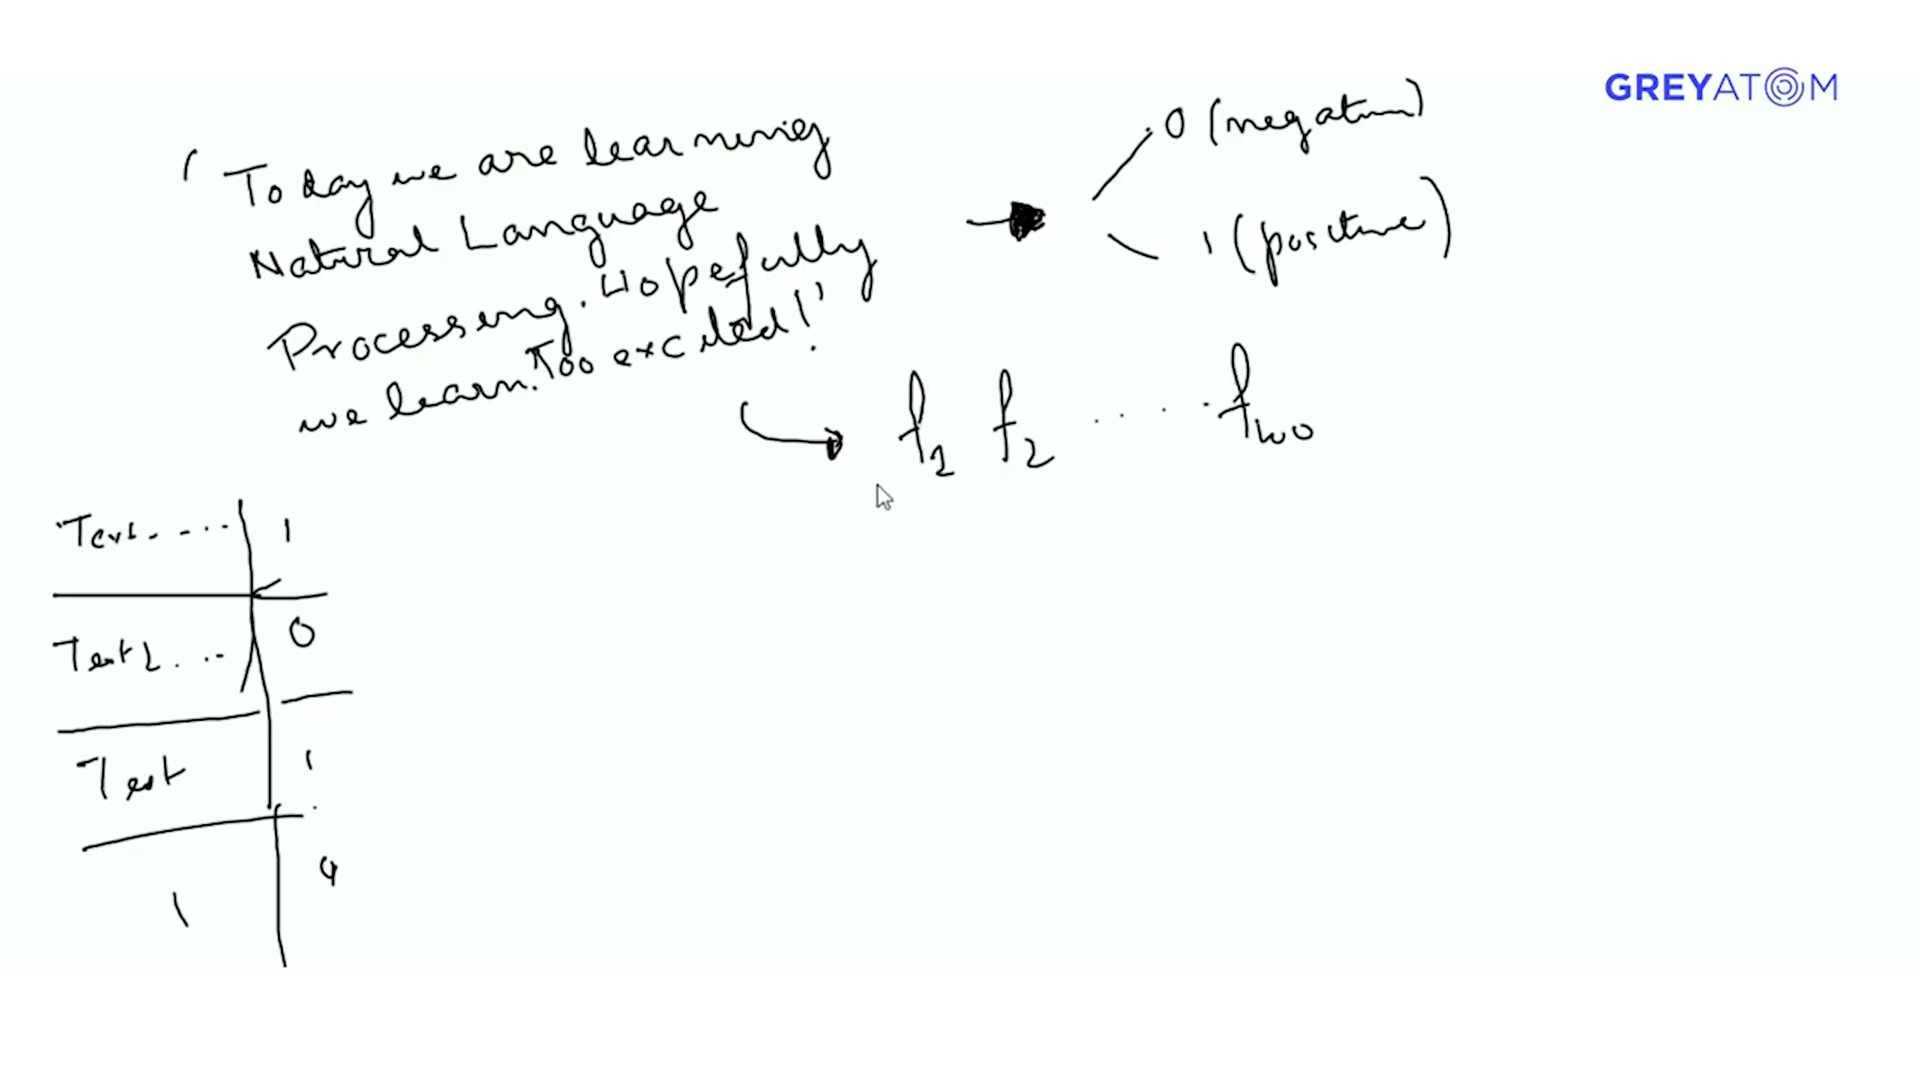 GREYATOM
'Today we are learning
Natural Language
Processing. Hopefully
we learn. Too excited!'
0 (negative)
1 (positive)
f1 f2 ..... f100
Text- - ... 1
Text2 . .. 0
Text 1